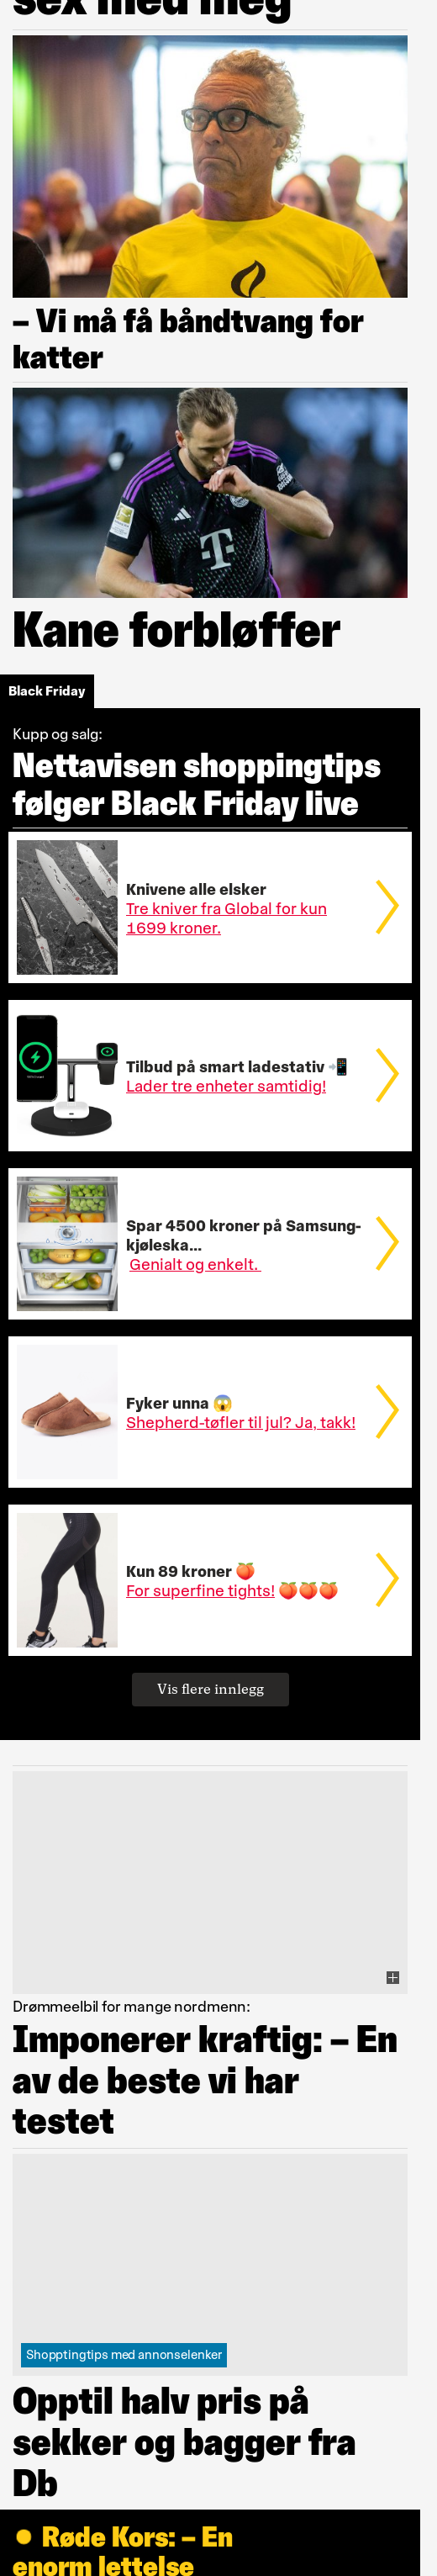 sex med meg
– Vi må få båndtvang for
katter
T
Kane forbløffer
Black Friday
Kupp og salg:
Nettavisen shoppingtips
følger Black Friday live
Knivene alle elsker
Tre kniver fra Global for kun
1699 kroner.
Tilbud på smart ladestativ 📲
Lader tre enheter samtidig!
Spar 4500 kroner på Samsung-
kjøleska...
Genialt og enkelt.
Fyker unna 😱
Shepherd-tøfler til jul? Ja, takk!
Kun 89 kroner 🍑
For superfine tights! 🍑🍑🍑
Vis flere innlegg
Drømmeelbil for mange nordmenn:
Imponerer kraftig: – En
av de beste vi har
testet
Shopptingtips med annonselenker
Opptil halv pris på
sekker og bagger fra
Db
Røde Kors: – En
enorm lettelse